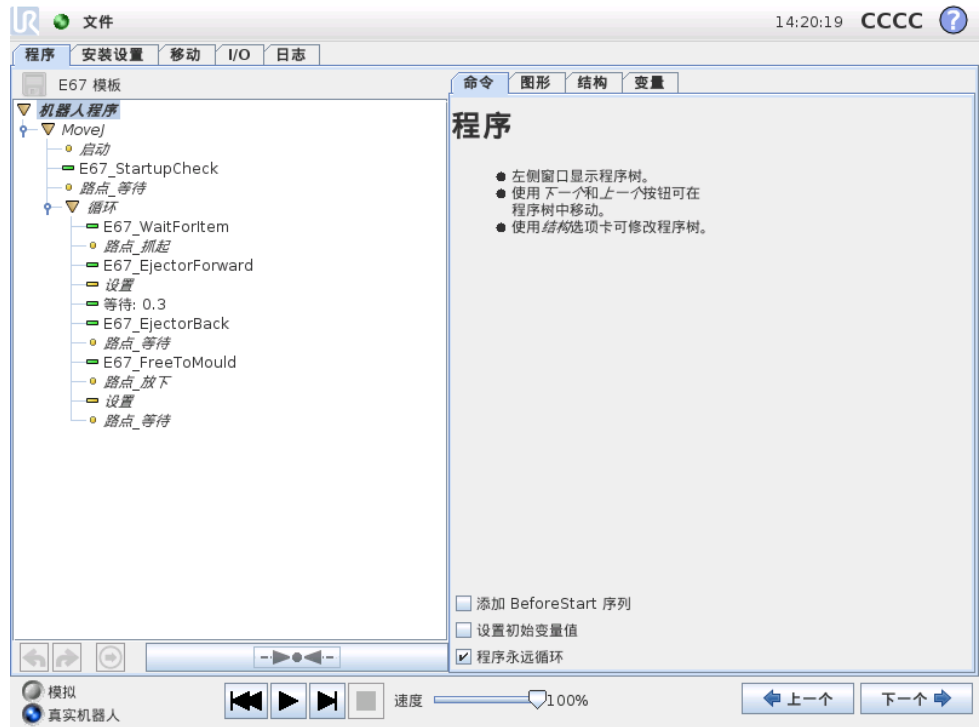 UR 文件 14:20:19 CCCC ?
程序 安装设置 移动 I/O 日志
E67 模板
命令 图形 结构 变量
机器人程序
MoveJ
启动
E67_StartupCheck
路点_等待
循环
E67_WaitForItem
路点_抓起
E67_EjectorForward
设置
等待: 0.3
E67_EjectorBack
路点_等待
E67_FreeToMould
路点_放下
设置
路点_等待
程序
左侧窗口显示程序树。
使用下一个和上一个按钮可在
程序树中移动。
使用结构选项卡可修改程序树。
添加 BeforeStart 序列
设置初始变量值
程序永远循环
模拟
真实机器人
速度 100%
上一个 下一个